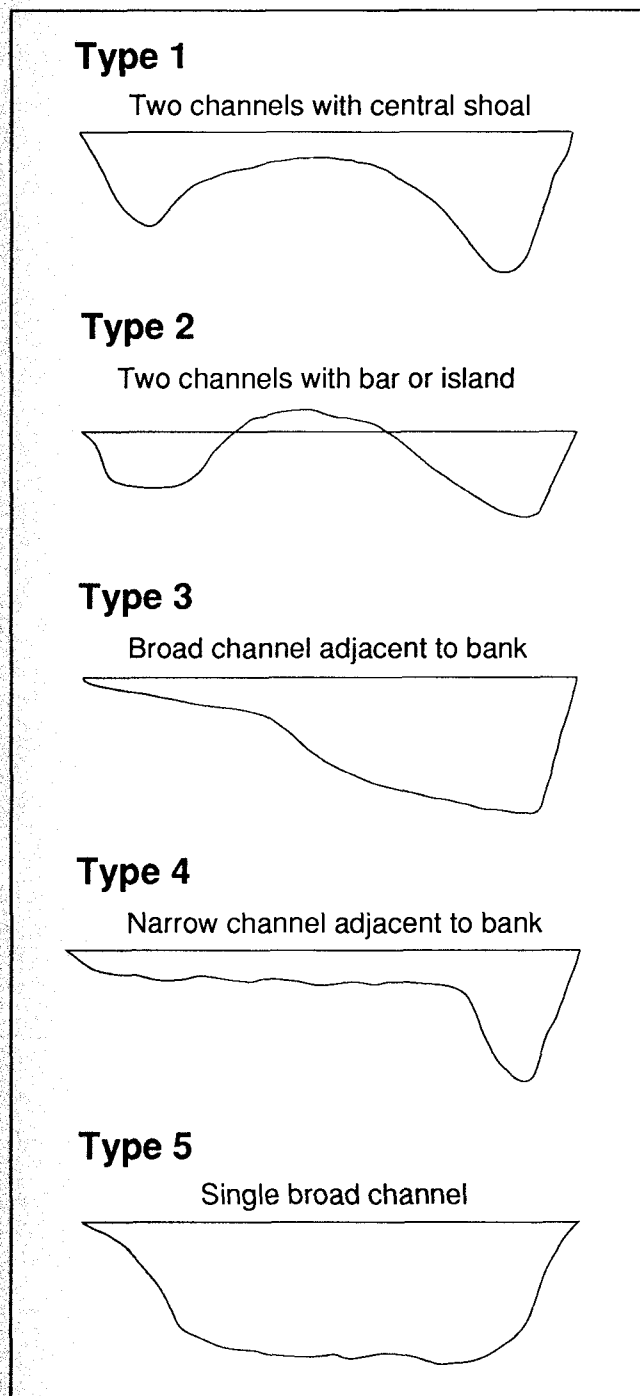 Type 1
Two channels with central shoal
Type 2
Two channels with bar or island
Type 3
Broad channel adjacent to bank
Type 4
Narrow channel adjacent to bank
Type 5
Single broad channel